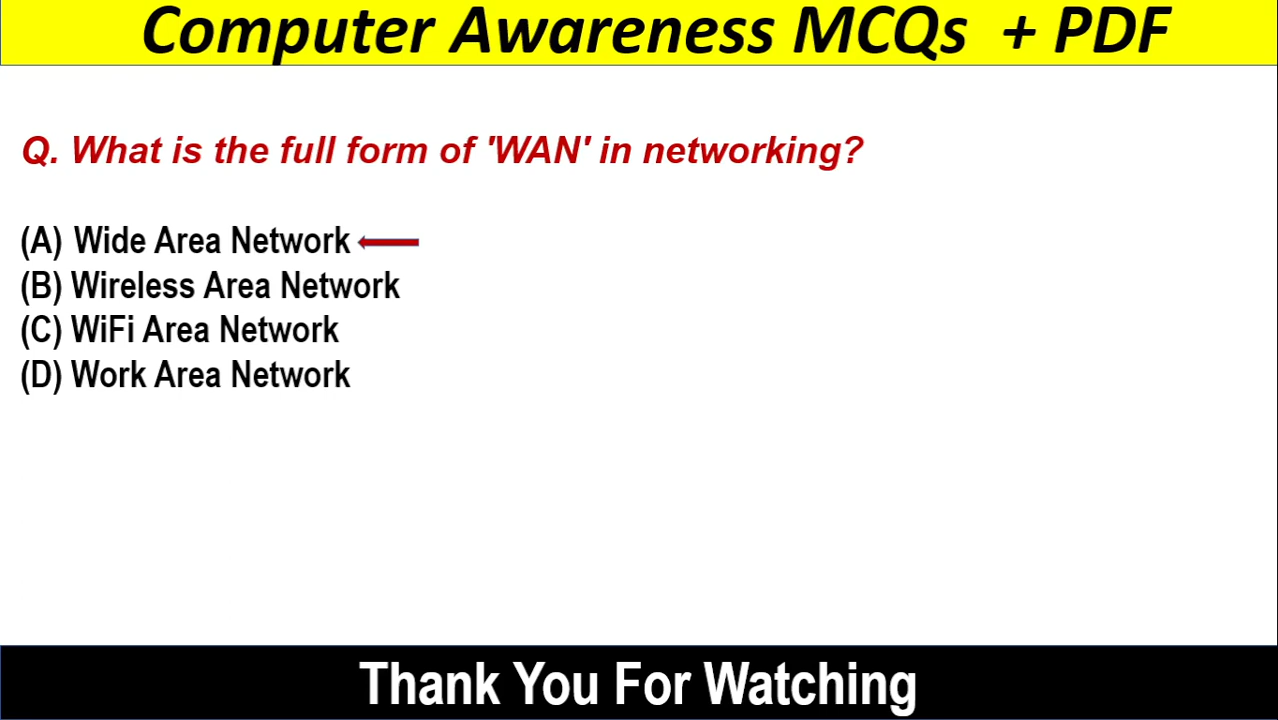 Computer Awareness MCQs + PDF
Q. What is the full form of 'WAN' in networking?
(A) Wide Area Network
(B) Wireless Area Network
(C) WiFi Area Network
(D) Work Area Network
Thank You For Watching